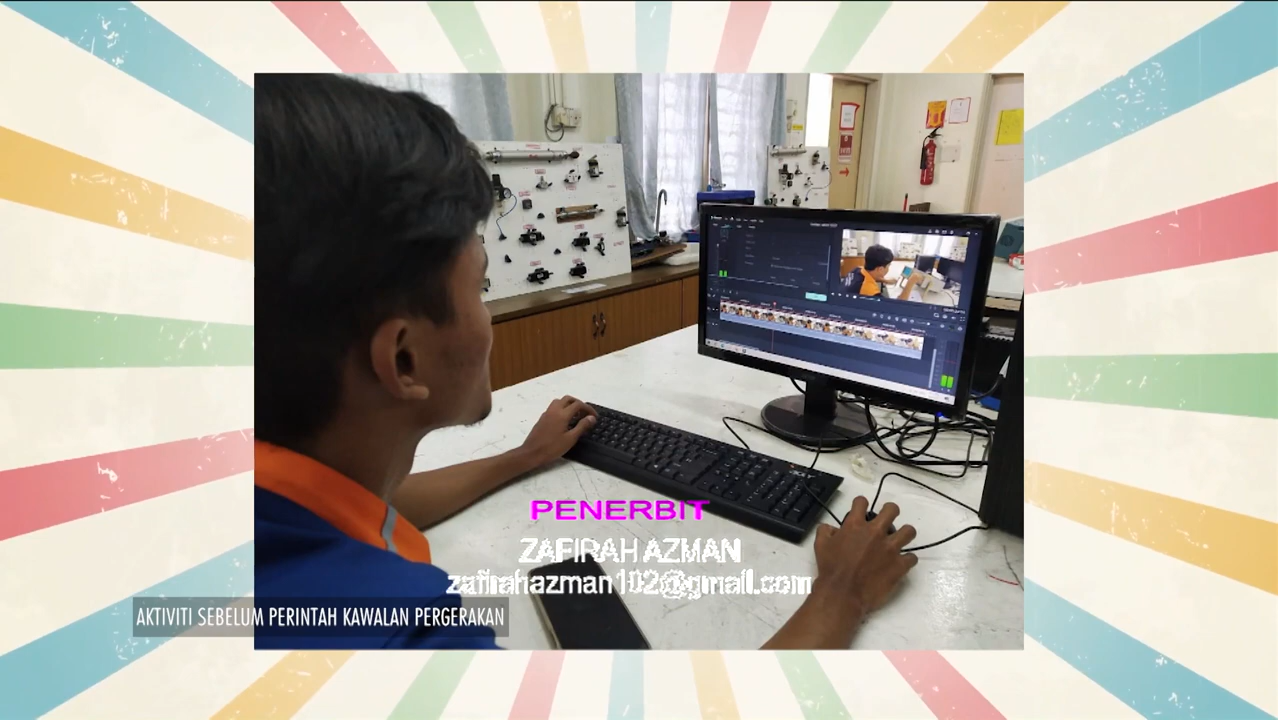 PENERBIT
ZAFIRAH AZMAN
zafirahazman102@gmail.com
AKTIVITI SEBELUM PERINTAH KAWALAN PERGERAKAN